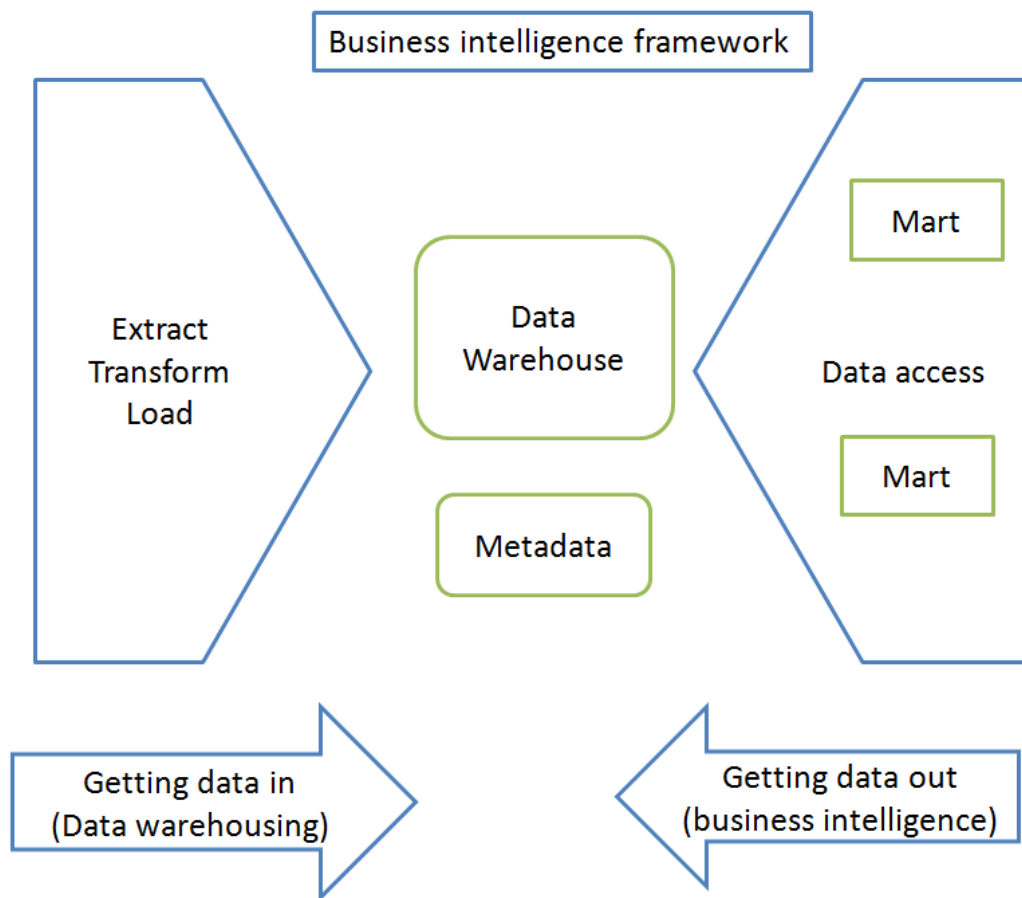 Business intelligence framework
Extract
Transform
Load
Data
Warehouse
Metadata
Mart
Data access
Mart
Getting data in
(Data warehousing)
Getting data out
(business intelligence)